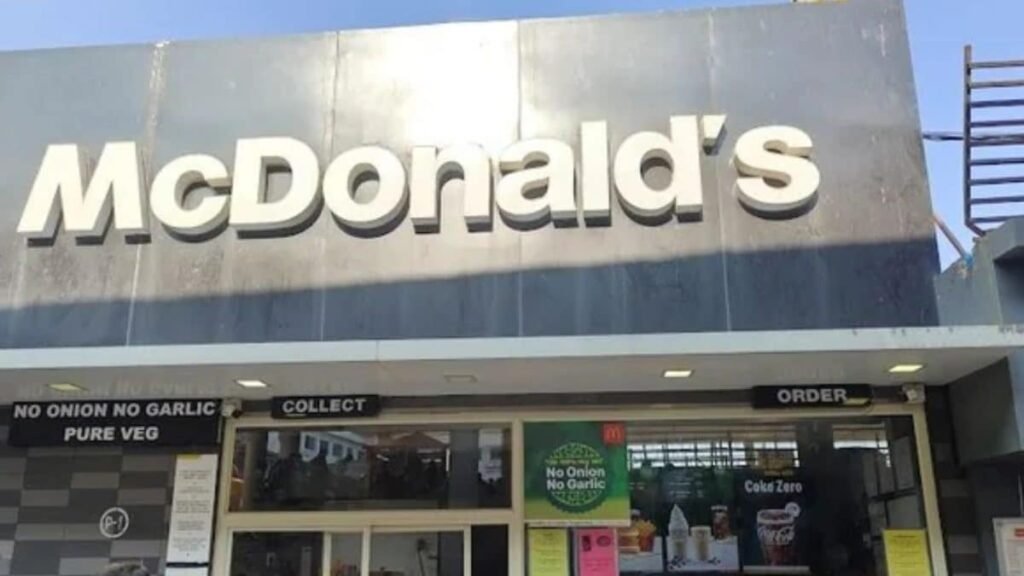 McDonald's
NO ONION NO GARLIC
PURE VEG
COLLECT
ORDER
No Onion
No Garlic
Coke Zero